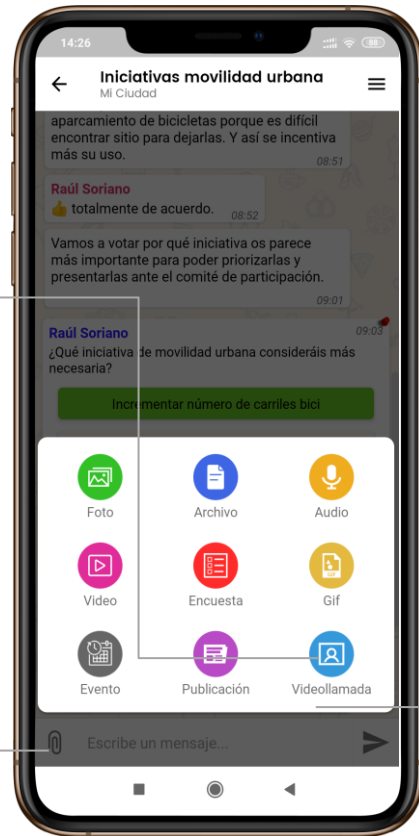 14:26
98
Iniciativas movilidad urbana
Mi Ciudad
aparcamiento de bicicletas porque es difícil
encontrar sitio para dejarlas. Y así se incentiva
más su uso.
08:51
Raúl Soriano
👍 totalmente de acuerdo.
08:52
Vamos a votar por qué iniciativa os parece
más importante para poder priorizarlas y
presentarlas ante el comité de participación.
09:01
Raúl Soriano
09:03
¿Qué iniciativa de movilidad urbana consideráis más
necesaria?
Incrementar número de carriles bici
Foto
Archivo
Audio
Video
Encuesta
GIF
Gif
Evento
Publicación
Videollamada
Escribe un mensaje...